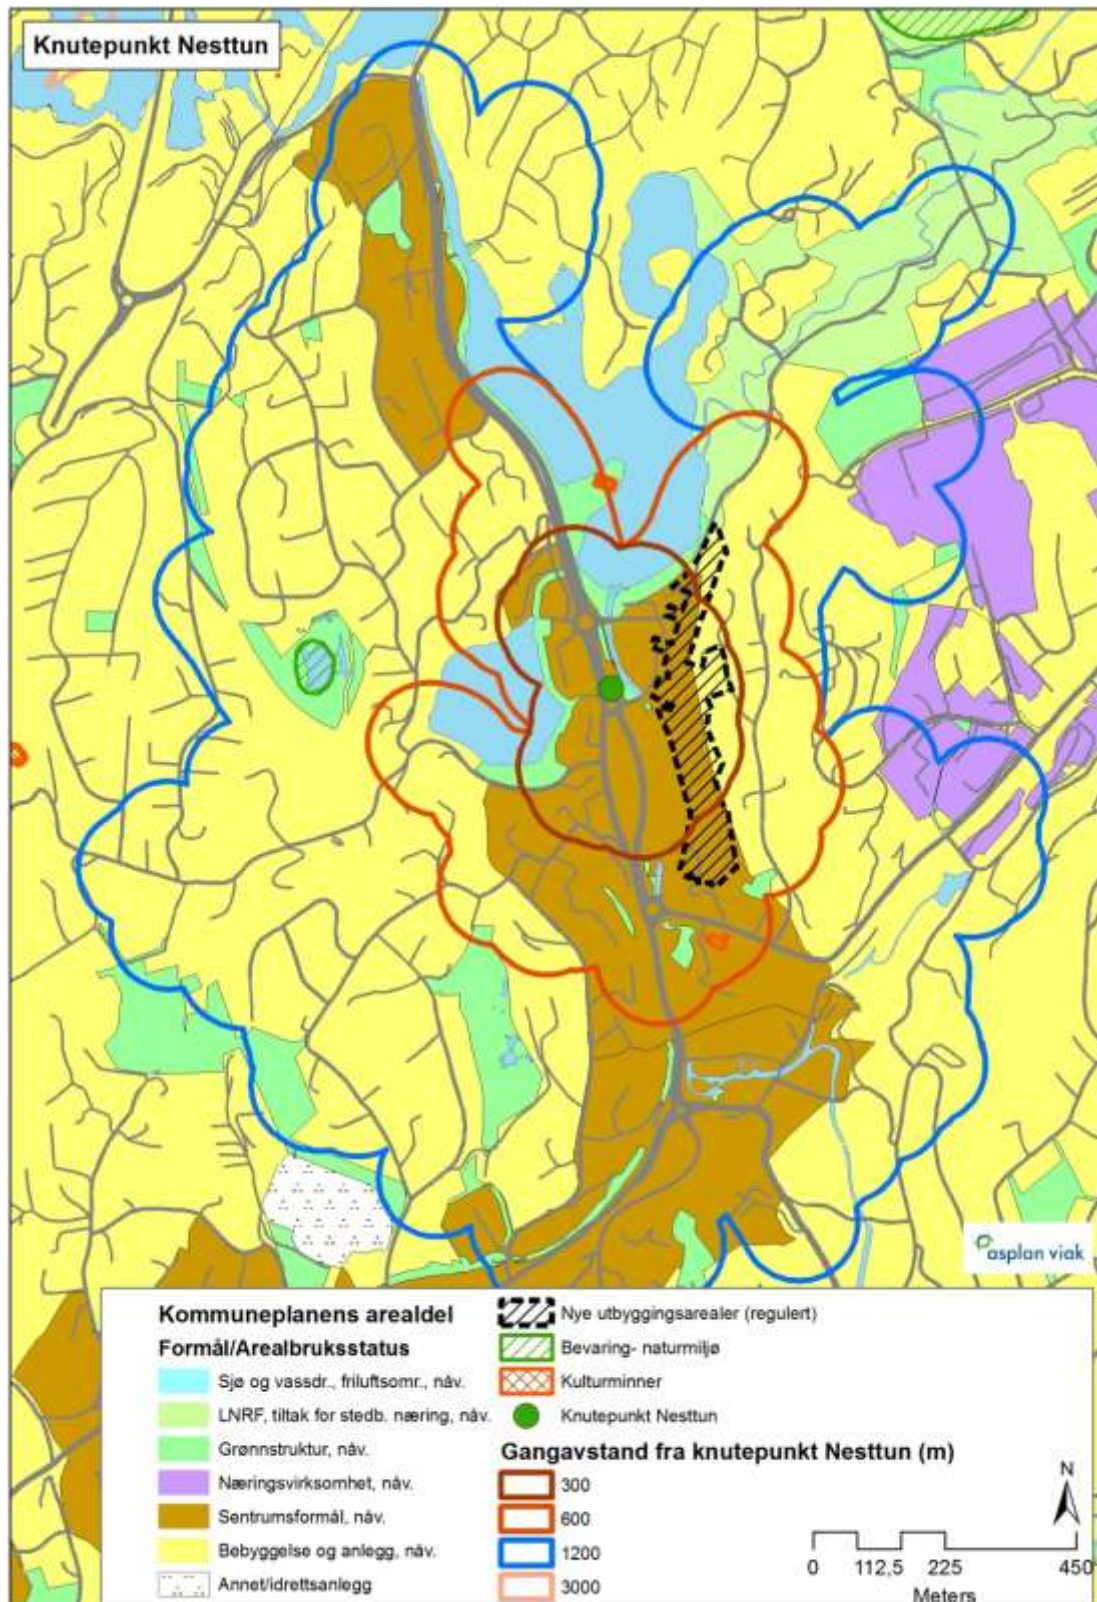 Knutepunkt Nesttun
asplan viak
Kommuneplanens arealdel
Formål/Arealbruksstatus
Sjø og vassdr., friluftsomr., nåv.
LNRF, tiltak for stedb. næring, nåv.
Grønnstruktur, nåv.
Næringsvirksomhet, nåv.
Sentrumsformål, nåv.
Bebyggelse og anlegg, nåv.
Annet/idrettsanlegg
Nye utbyggingsarealer (regulert)
Bevaring- naturmiljø
Kulturminner
Knutepunkt Nesttun
Gangavstand fra knutepunkt Nesttun (m)
300
600
1200
3000
N
0 112,5 225 450
Meters